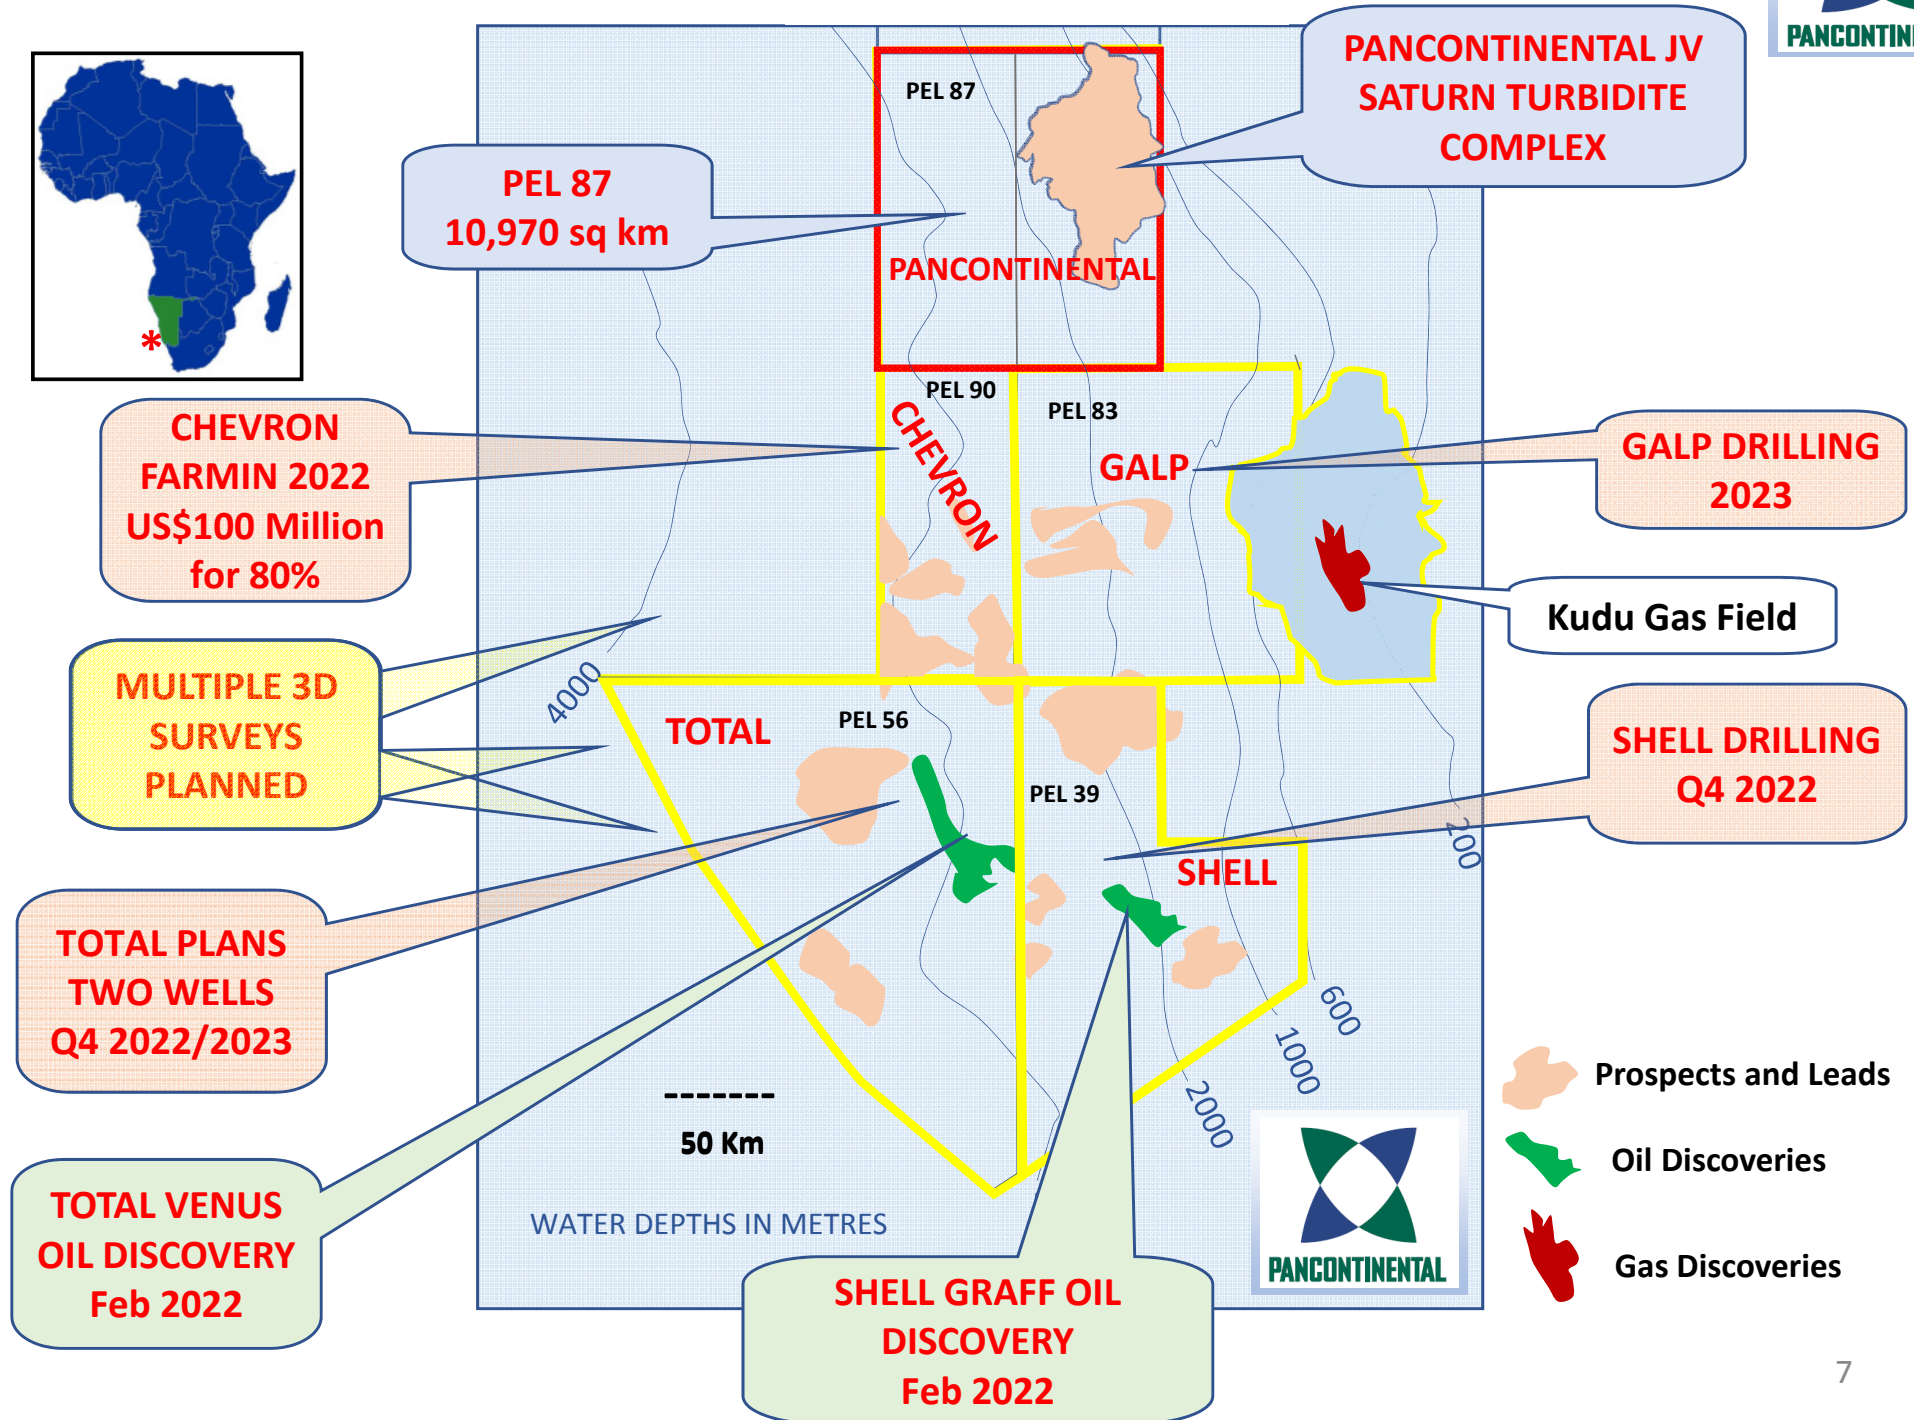 PANCONTINENTAL JV
SATURN TURBIDITE
COMPLEX
PEL 87
PEL 87
10,970 sq km
PANCONTINENTAL
*
PEL 90
PEL 83
CHEVRON
GALP
CHEVRON
FARMIN 2022
US$100 Million
for 80%
GALP DRILLING
2023
Kudu Gas Field
MULTIPLE 3D
SURVEYS
PLANNED
4000
TOTAL
PEL 56
PEL 39
SHELL DRILLING
Q4 2022
200
SHELL
TOTAL PLANS
TWO WELLS
Q4 2022/2023
600
1000
2000
-------
50 Km
WATER DEPTHS IN METRES
TOTAL VENUS
OIL DISCOVERY
Feb 2022
SHELL GRAFF OIL
DISCOVERY
Feb 2022
PANCONTINENTAL
Prospects and Leads
Oil Discoveries
Gas Discoveries
7